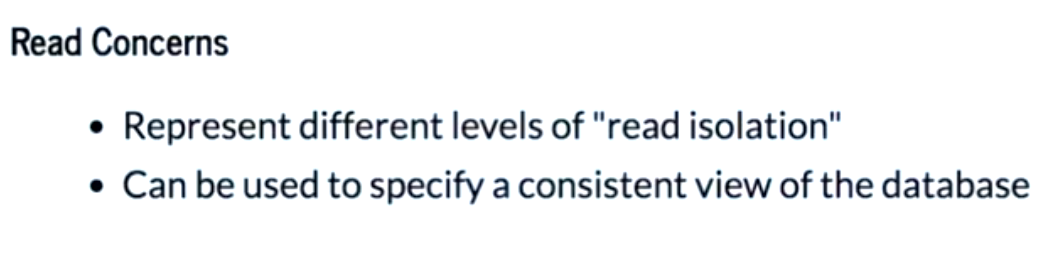 Read Concerns
• Represent different levels of "read isolation"
• Can be used to specify a consistent view of the database